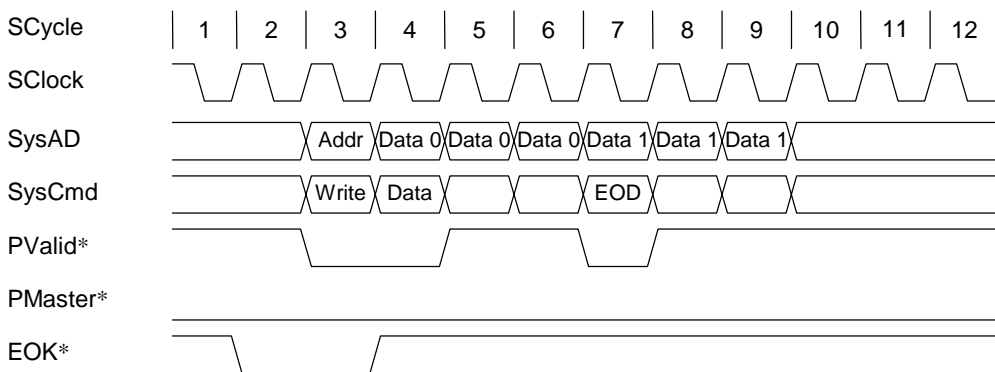 SCycle 1 2 3 4 5 6 7 8 9 10 11 12
SClock
SysAD Addr Data 0 Data 0 Data 0 Data 1 Data 1 Data 1
SysCmd Write Data EOD
PValid*
PMaster*
EOK*